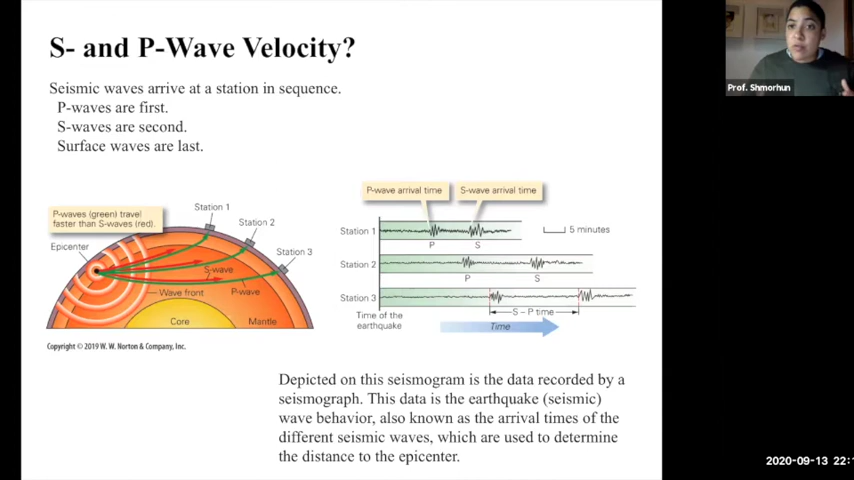 S- and P-Wave Velocity?
Seismic waves arrive at a station in sequence.
P-waves are first.
S-waves are second.
Surface waves are last.
Prof. Shmorhun
P-waves (green) travel
faster than S-waves (red).
Station 1
Station 2
Station 3
Epicenter
S-wave
P-wave
Wave front
Core
Mantle
Copyright © 2019 W. W. Norton & Company, Inc.
P-wave arrival time
S-wave arrival time
Station 1
P
S
5 minutes
Station 2
P
S
Station 3
S – P time
Time of the
earthquake
Time
Depicted on this seismogram is the data recorded by a
seismograph. This data is the earthquake (seismic)
wave behavior, also known as the arrival times of the
different seismic waves, which are used to determine
the distance to the epicenter.
2020-09-13 22:1